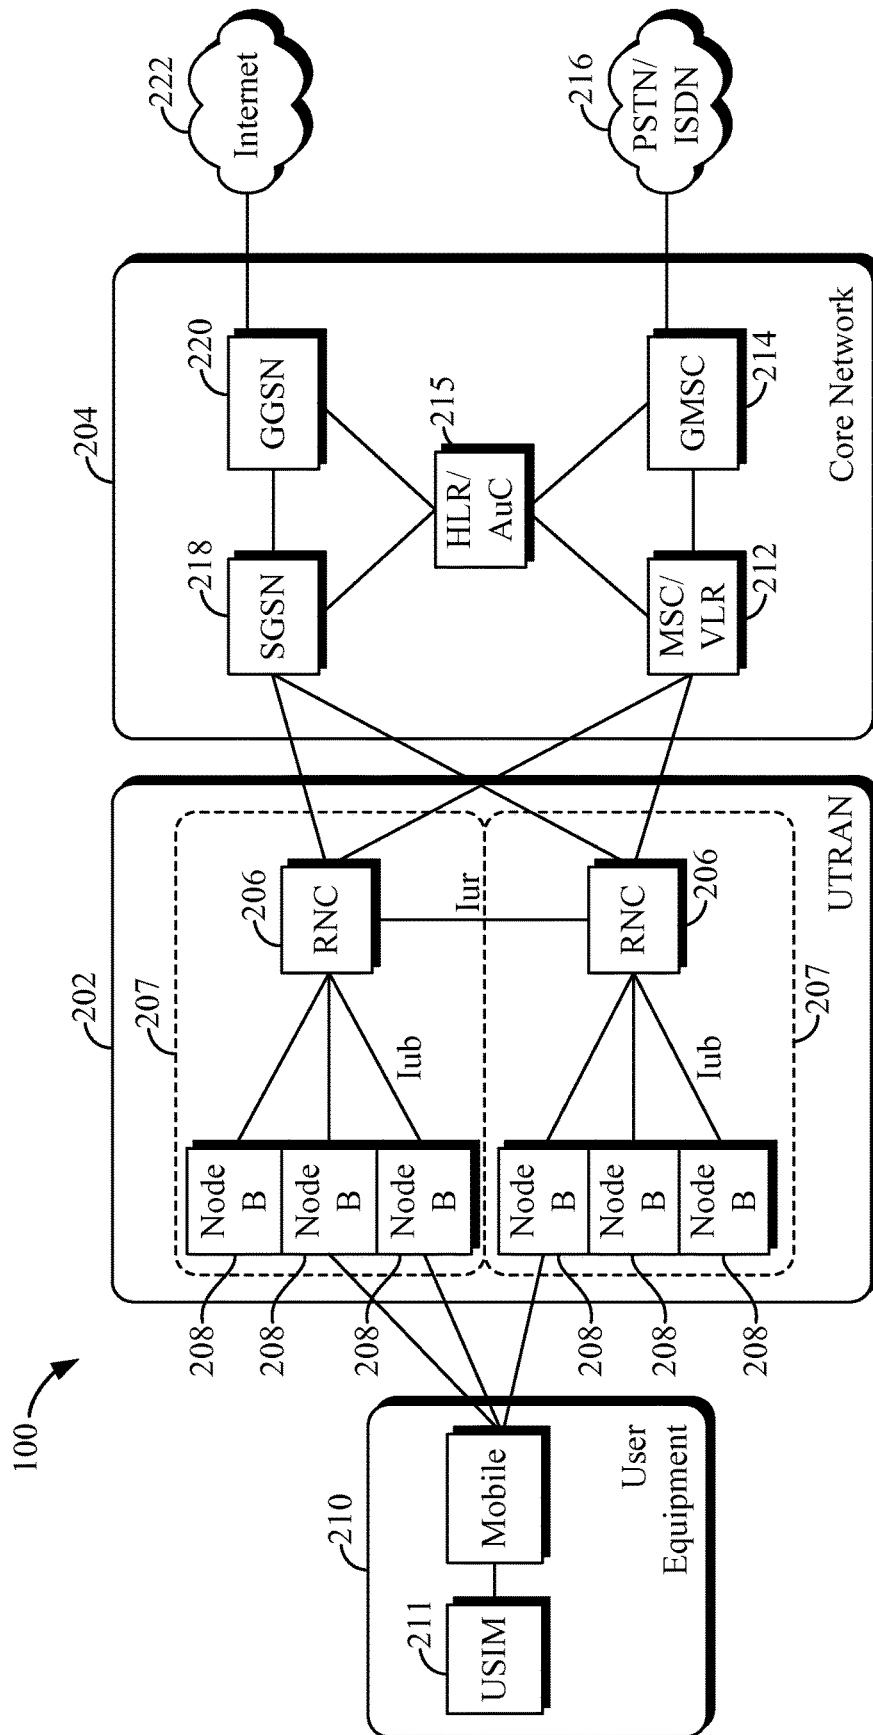 100
210
211
USIM
Mobile
User
Equipment
202
207
208
Node
B
208
Node
B
208
Node
B
Iub
206
RNC
Iur
208
Node
B
208
Node
B
208
Node
B
Iub
RNC
206
207
UTRAN
204
218
SGSN
220
GGSN
HLR/
AuC
215
MSC/
VLR
212
GMSC
214
Core Network
222
Internet
216
PSTN/
ISDN